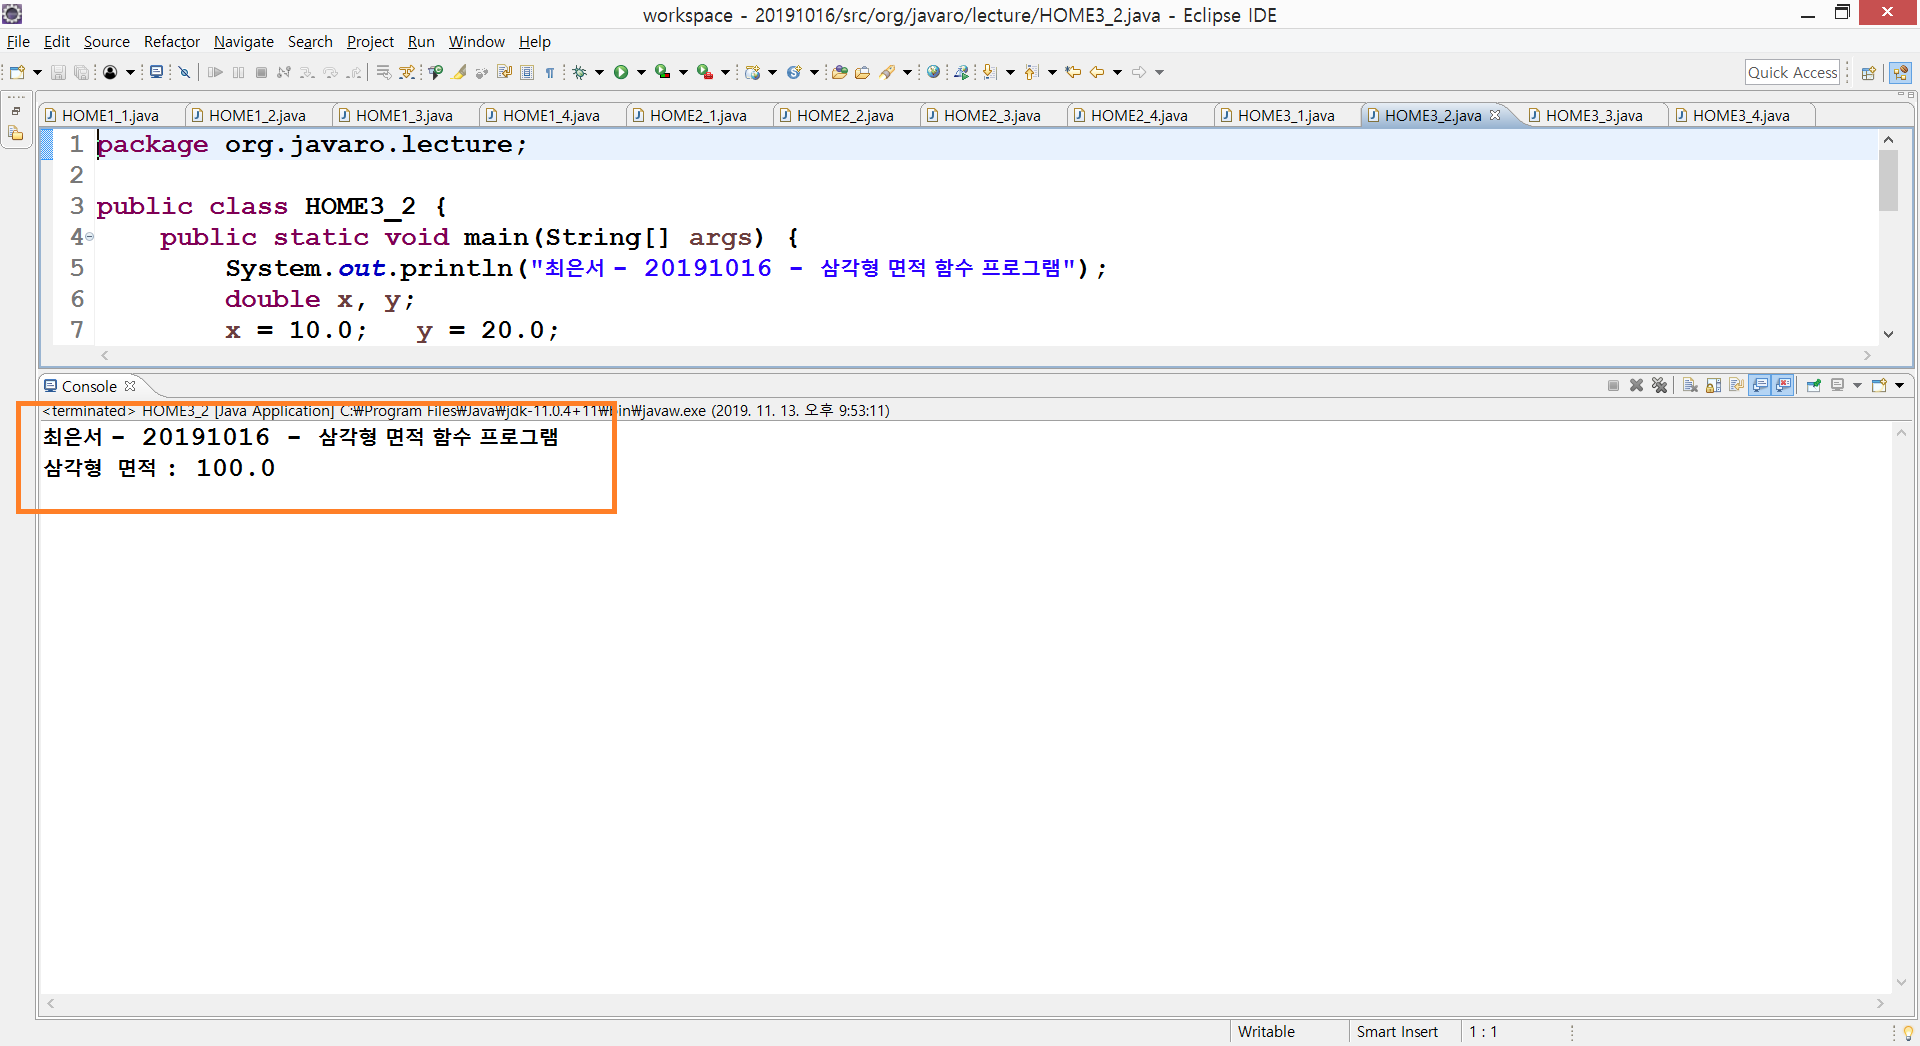 workspace - 20191016/src/org/javaro/lecture/HOME3_2.java - Eclipse IDE
File Edit Source Refactor Navigate Search Project Run Window Help
Quick Access
HOME1_1.java HOME1_2.java HOME1_3.java HOME1_4.java HOME2_1.java HOME2_2.java HOME2_3.java HOME2_4.java HOME3_1.java HOME3_2.java HOME3_3.java HOME3_4.java
1 package org.javaro.lecture;
2
3 public class HOME3_2 {
4 public static void main(String[] args) {
5 System.out.println("최은서 - 20191016 - 삼각형 면적 함수 프로그램");
6 double x, y;
7 x = 10.0; y = 20.0;
Console
<terminated> HOME3_2 [Java Application] C:₩Program Files₩Java₩jdk-11.0.4+11₩bin₩javaw.exe (2019. 11. 13. 오후 9:53:11)
최은서 - 20191016 - 삼각형 면적 함수 프로그램
삼각형 면적 : 100.0
Writable Smart Insert 1 : 1